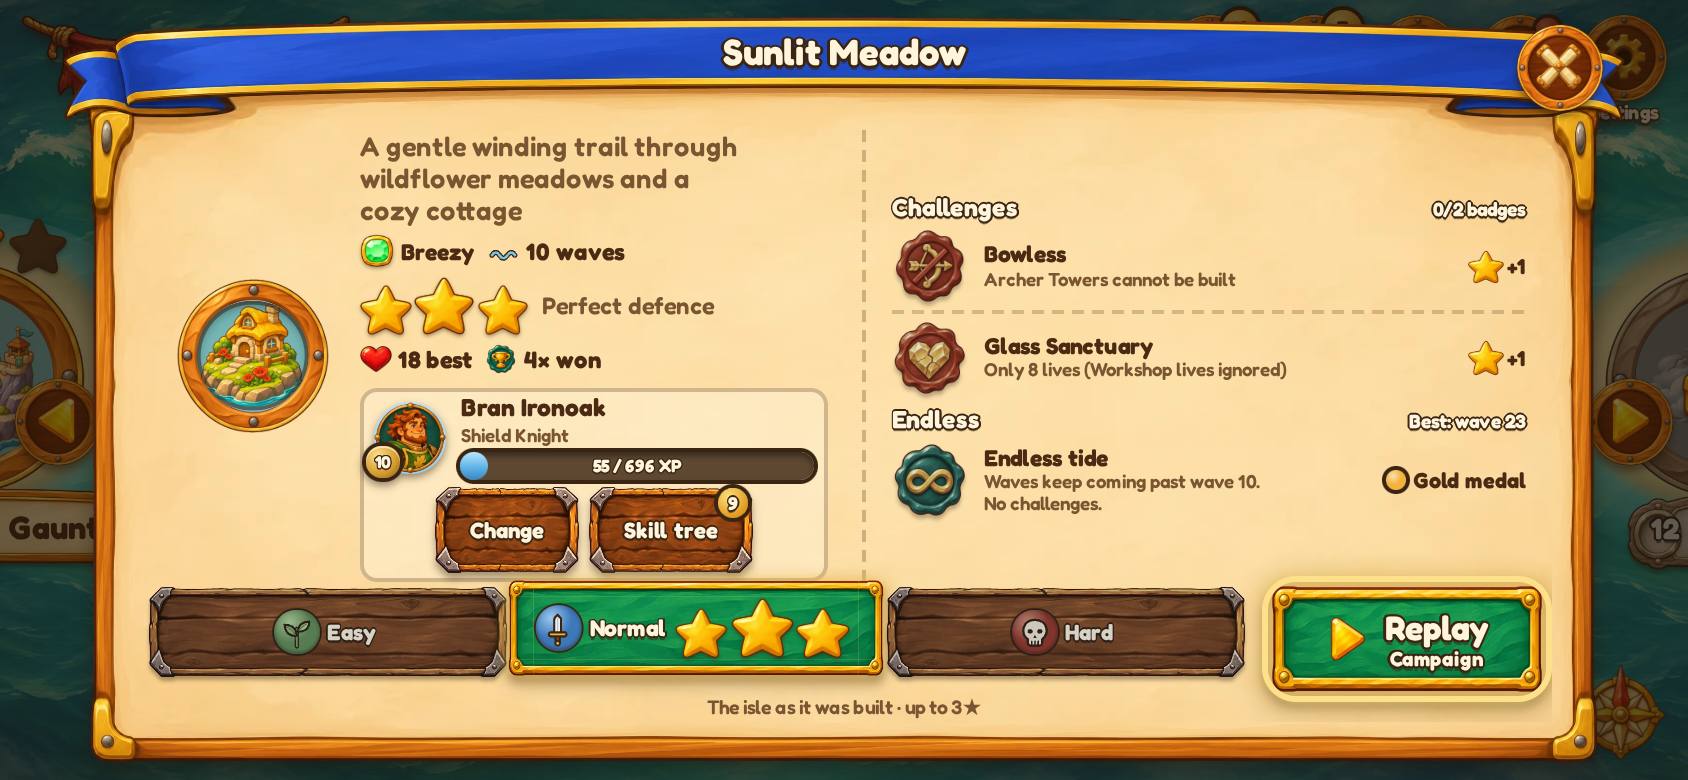 Sunlit Meadow
A gentle winding trail through
wildflower meadows and a
cozy cottage
Breezy 10 waves
Perfect defence
18 best 4x won
Bran Ironoak
Shield Knight
10
55 / 696 XP
Change
Skill tree
9
Challenges 0/2 badges
Bowless
Archer Towers cannot be built
+1
Glass Sanctuary
Only 8 lives (Workshop lives ignored)
+1
Endless Best: wave 23
Endless tide
Waves keep coming past wave 10.
No challenges.
Gold medal
Easy
Normal
Hard
Replay
Campaign
The isle as it was built · up to 3★
Gaunt
12